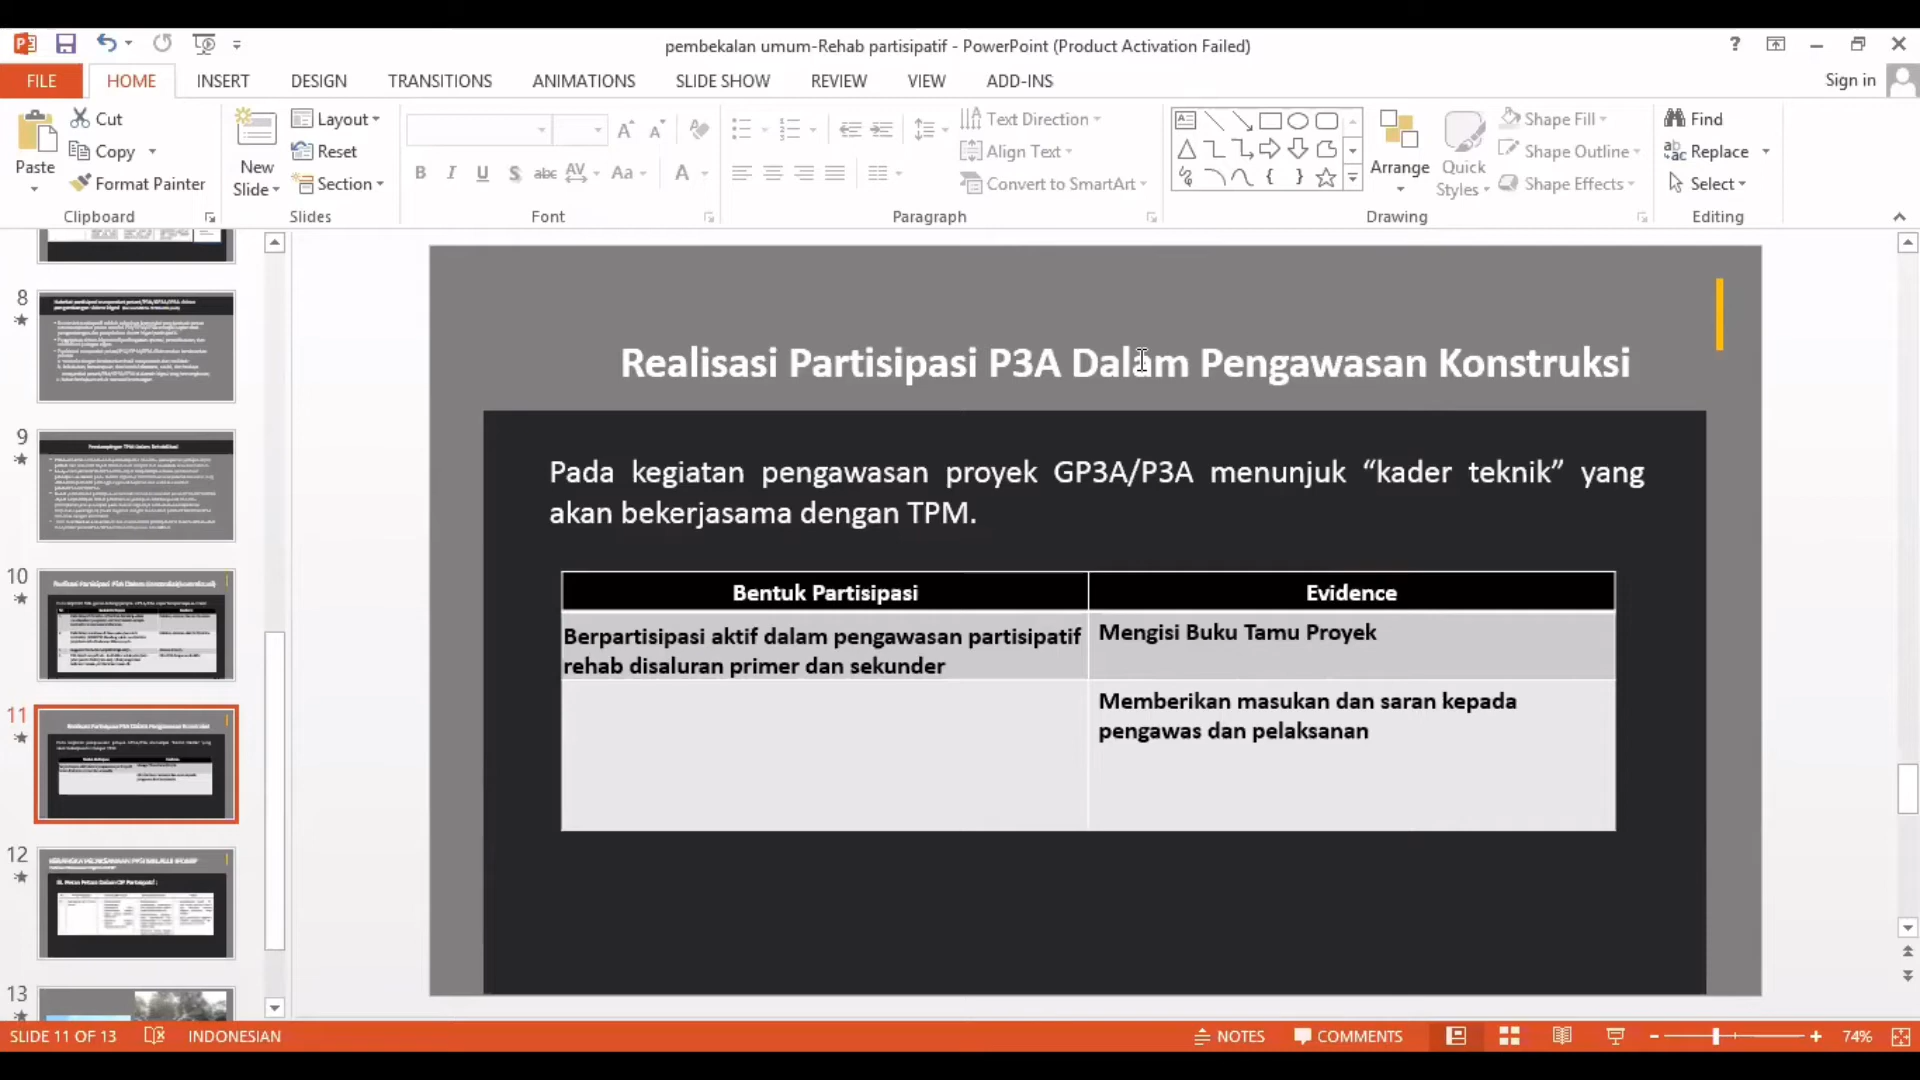 pembekalan umum-Rehab partisipatif - PowerPoint (Product Activation Failed)
FILE HOME INSERT DESIGN TRANSITIONS ANIMATIONS SLIDE SHOW REVIEW VIEW ADD-INS Sign in
Paste
Cut
Copy
Format Painter
Clipboard
New
Slide
Layout
Reset
Section
Slides
Font
Text Direction
Align Text
Convert to SmartArt
Paragraph
Arrange
Quick
Styles
Shape Fill
Shape Outline
Shape Effects
Drawing
Find
Replace
Select
Editing
8
9
10
11
12
13
Realisasi Partisipasi P3A Dalam Pengawasan Konstruksi
Pada kegiatan pengawasan proyek GP3A/P3A menunjuk “kader teknik” yang
akan bekerjasama dengan TPM.
Bentuk Partisipasi Evidence
Berpartisipasi aktif dalam pengawasan partisipatif
rehab disaluran primer dan sekunder
Mengisi Buku Tamu Proyek
Memberikan masukan dan saran kepada
pengawas dan pelaksanan
SLIDE 11 OF 13 INDONESIAN NOTES COMMENTS 74%